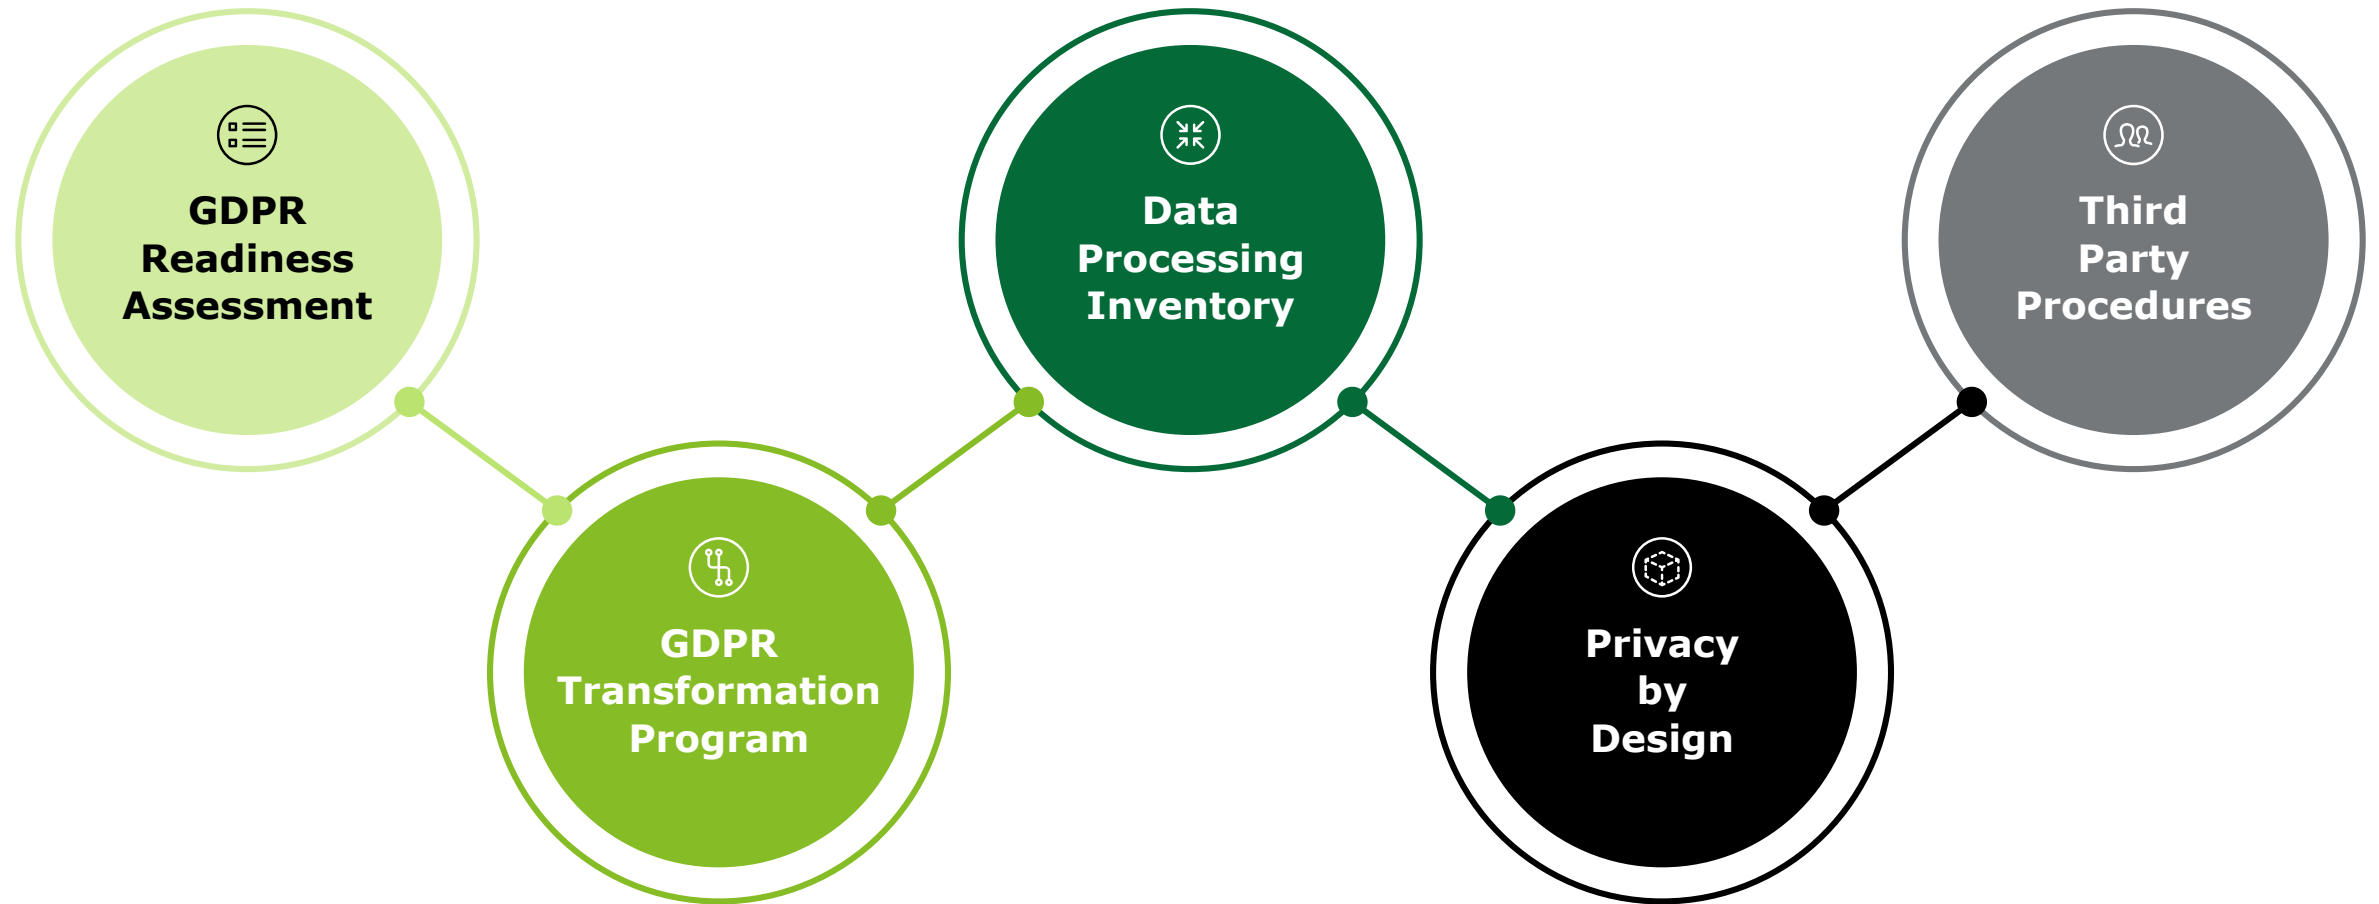 GDPR
Readiness
Assessment
GDPR
Transformation
Program
Data
Processing
Inventory
Privacy
by
Design
Third
Party
Procedures